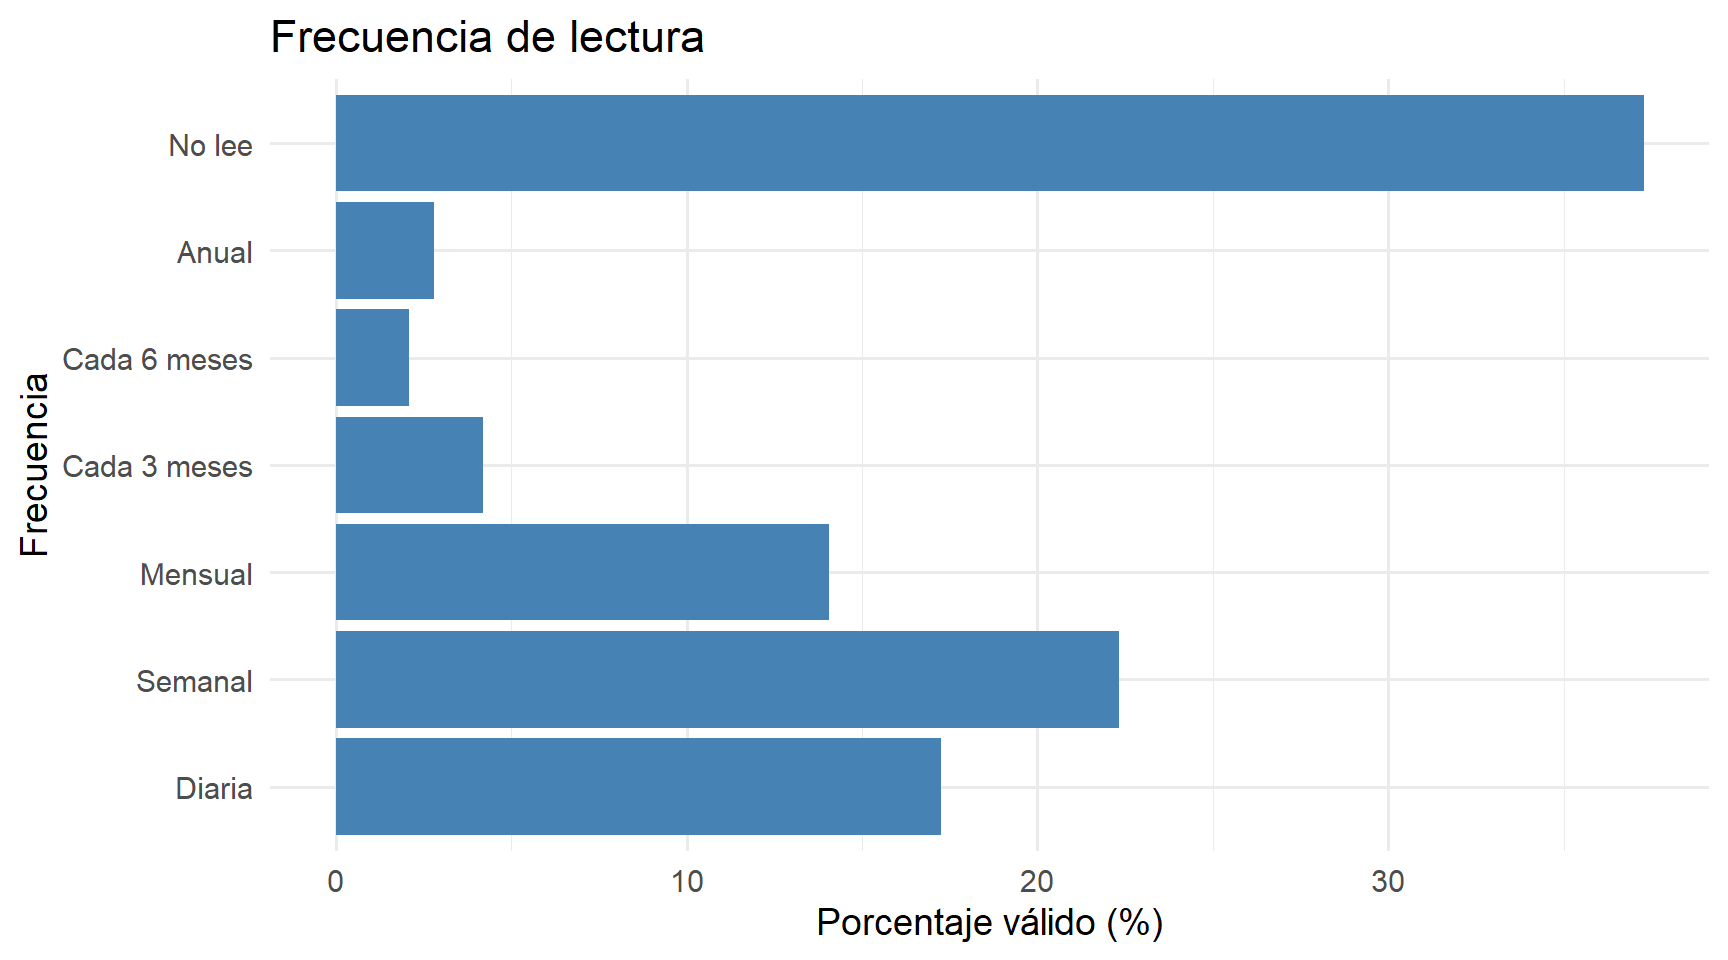 Frecuencia de lectura
No lee
Anual
Cada 6 meses
Cada 3 meses
Mensual
Semanal
Diaria
Frecuencia
0 10 20 30
Porcentaje válido (%)